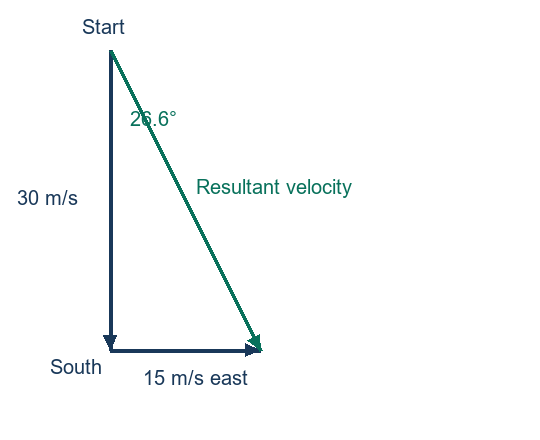 Start
26.6°
Resultant velocity
30 m/s
South
15 m/s east